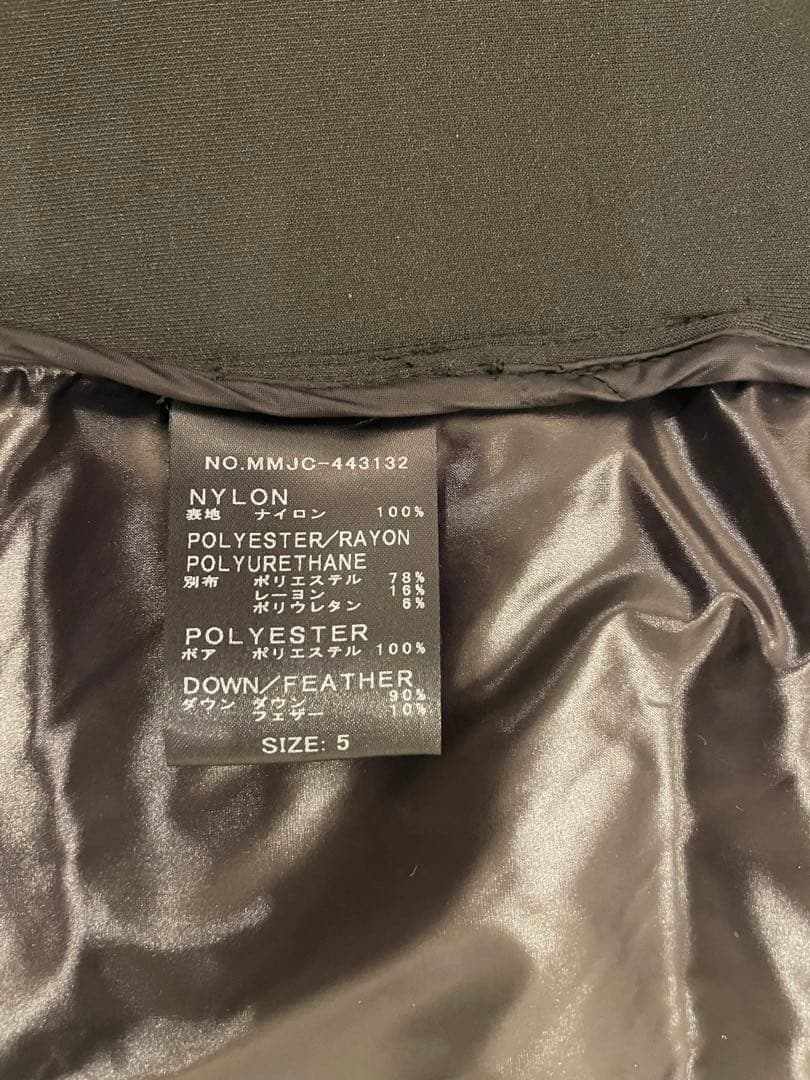 NO.MMJC-443132
NYLON
表地 ナイロン 100%
POLYESTER/RAYON
POLYURETHANE
別布 ポリエステル 78%
レーヨン 16%
ポリウレタン 6%
POLYESTER
ボア ポリエステル 100%
DOWN/FEATHER
ダウン ダウン 90%
フェザー 10%
SIZE: 5